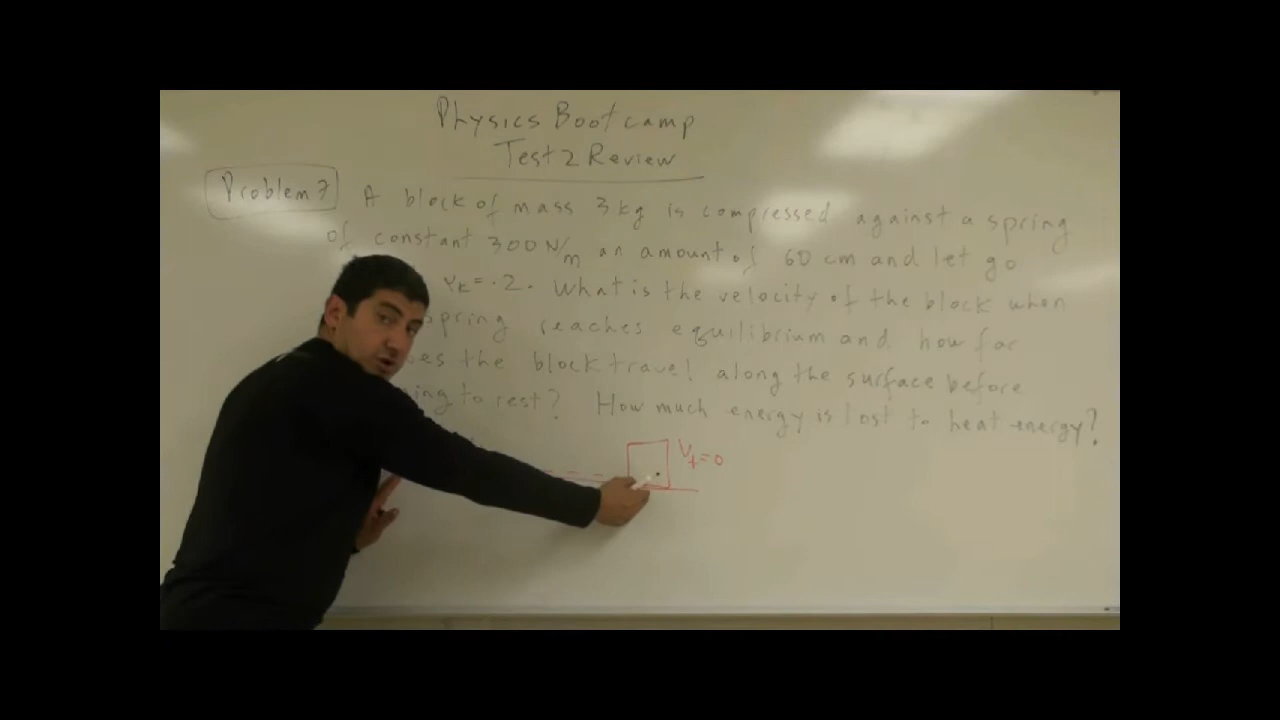 Physics Bootcamp
Test 2 Review
Problem 7 A block of mass 3kg is compressed against a spring
of constant 300 N/m an amount of 60 cm and let go
μk = .2. What is the velocity of the block when
spring reaches equilibrium and how far
the block travel along the surface before
to rest? How much energy is lost to heat energy?
Vf=0